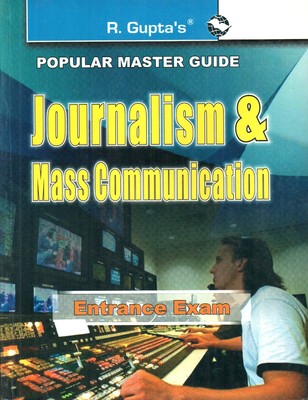 R. Gupta's®
POPULAR MASTER GUIDE
Journalism &
Mass Communication
Entrance Exam